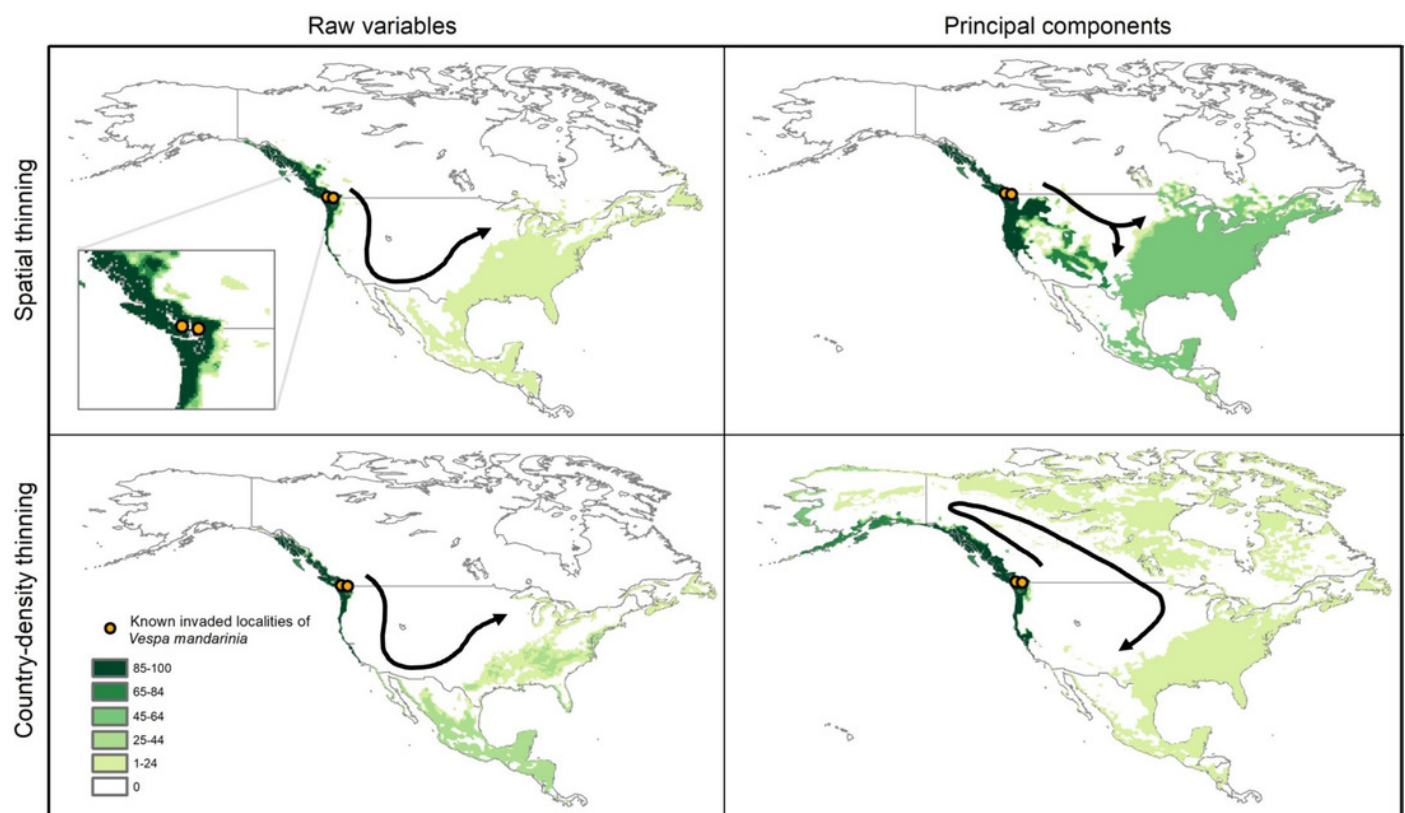 Raw variables
Principal components
Spatial thinning
Country-density thinning
Known invaded localities of
Vespa mandarinia
85-100
65-84
45-64
25-44
1-24
0